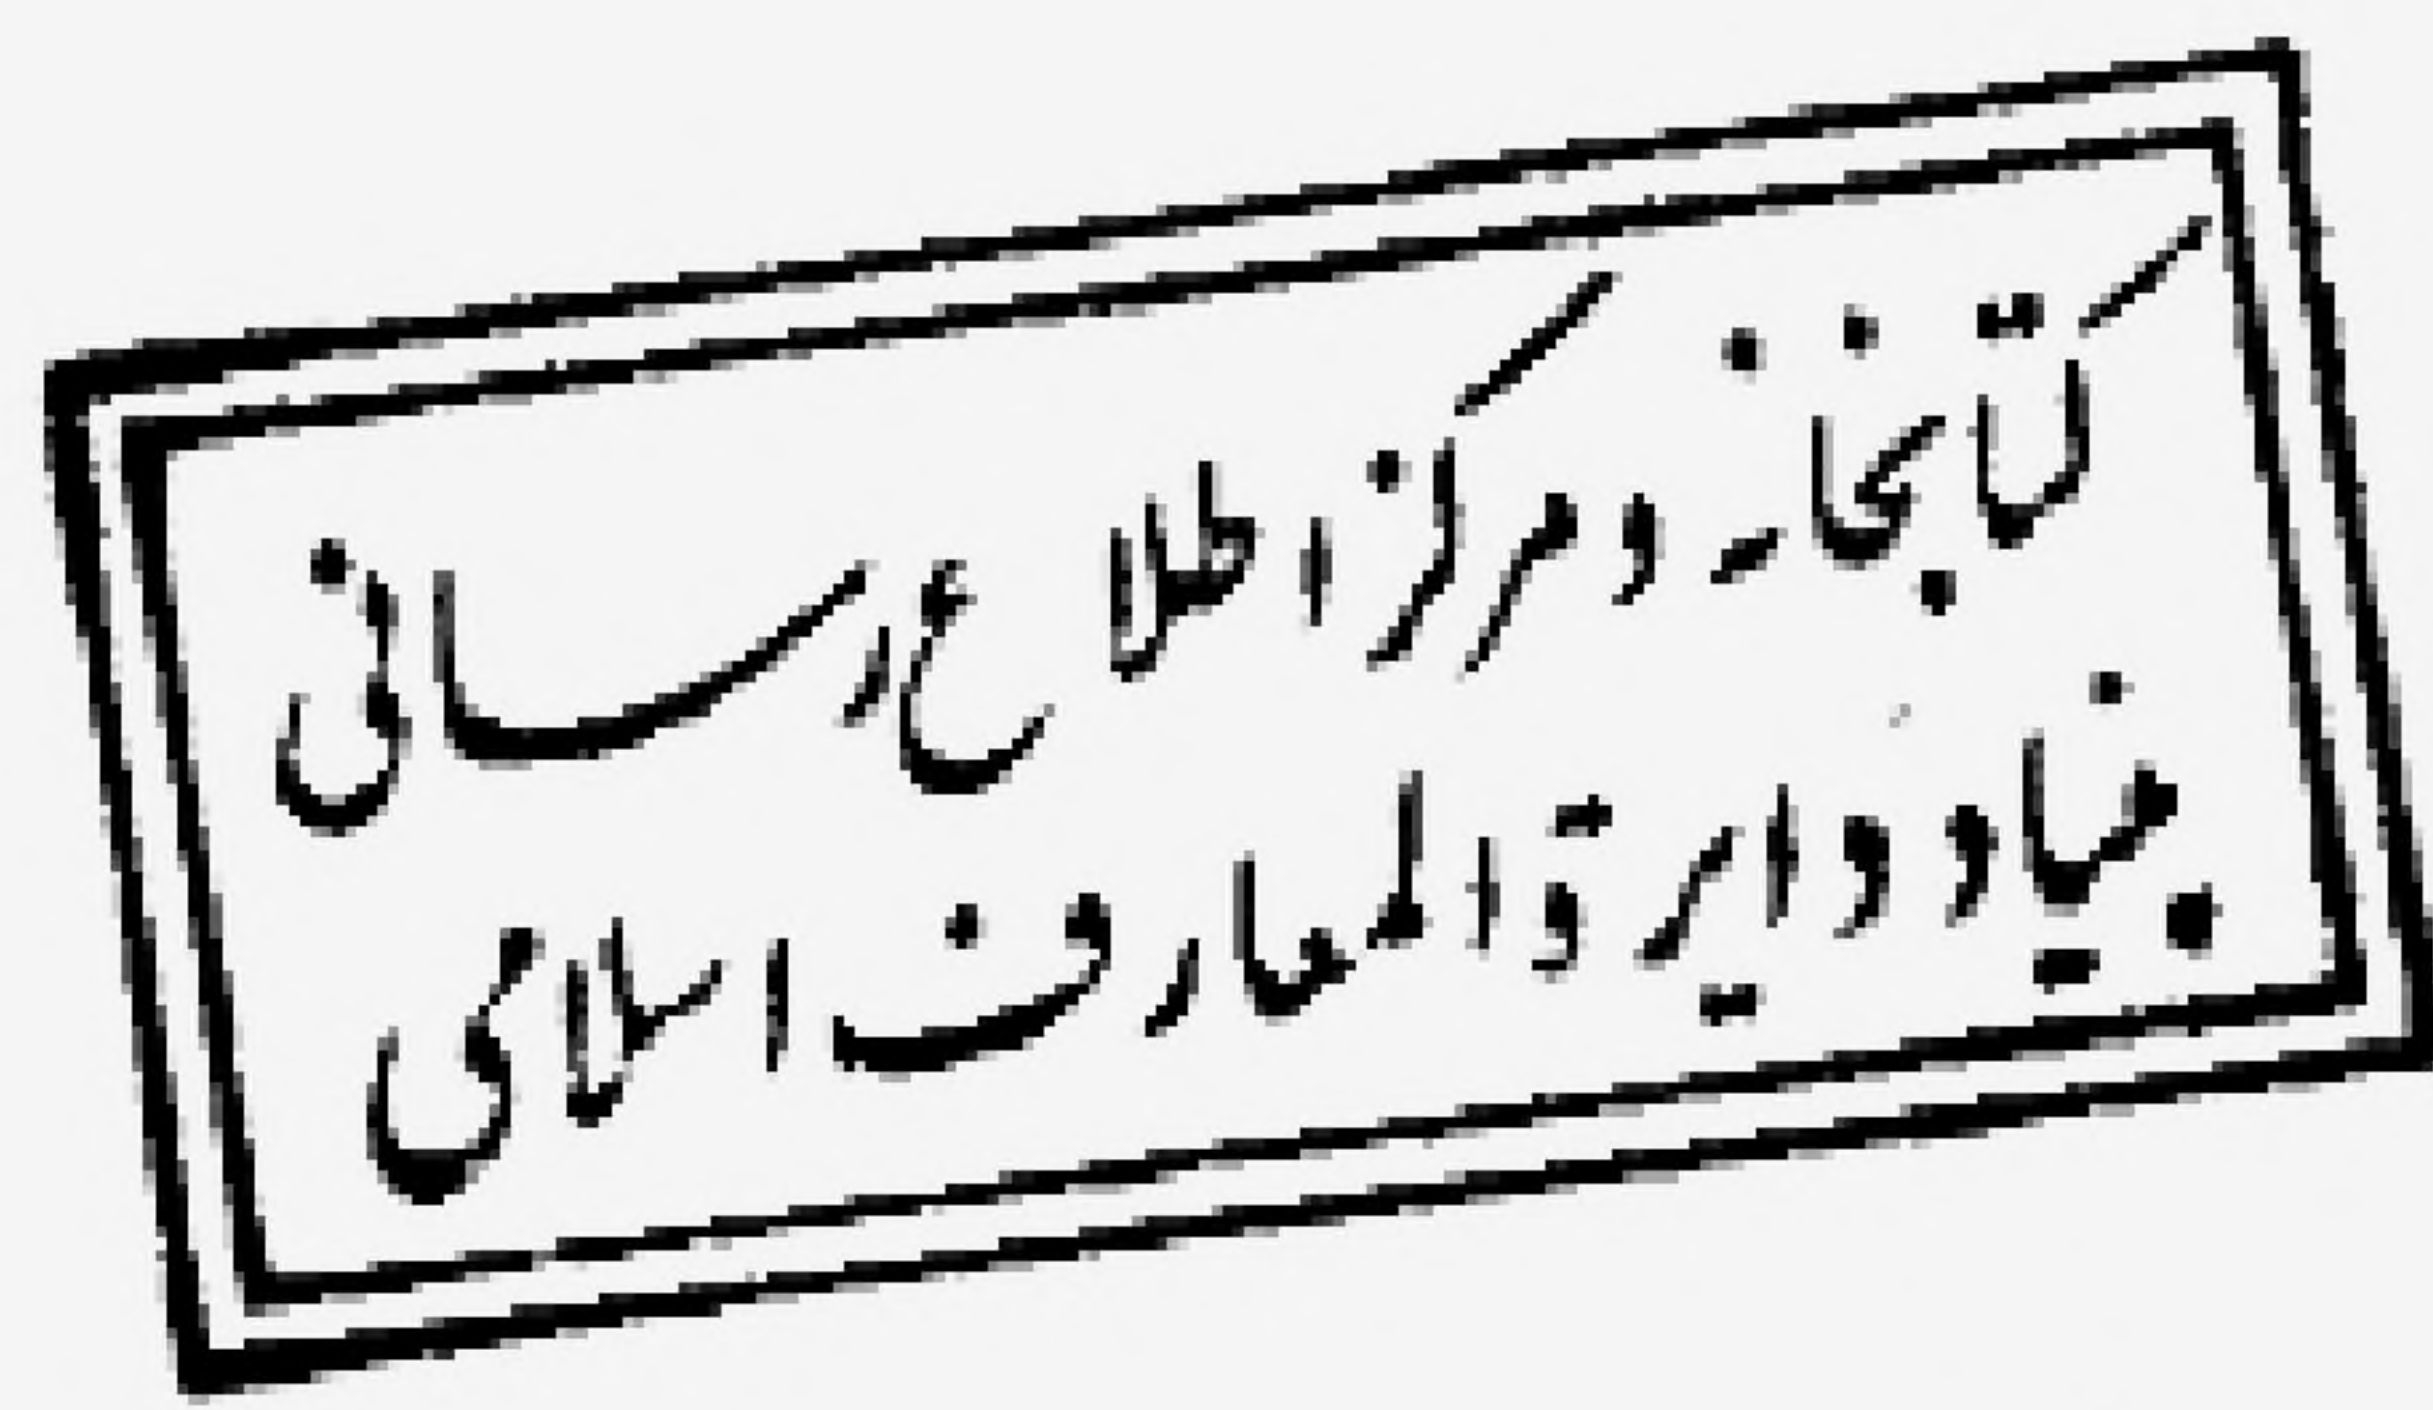 کتابخانه و مرکز اطلاع رسانی
بنیاد دایرة المعارف اسلامی